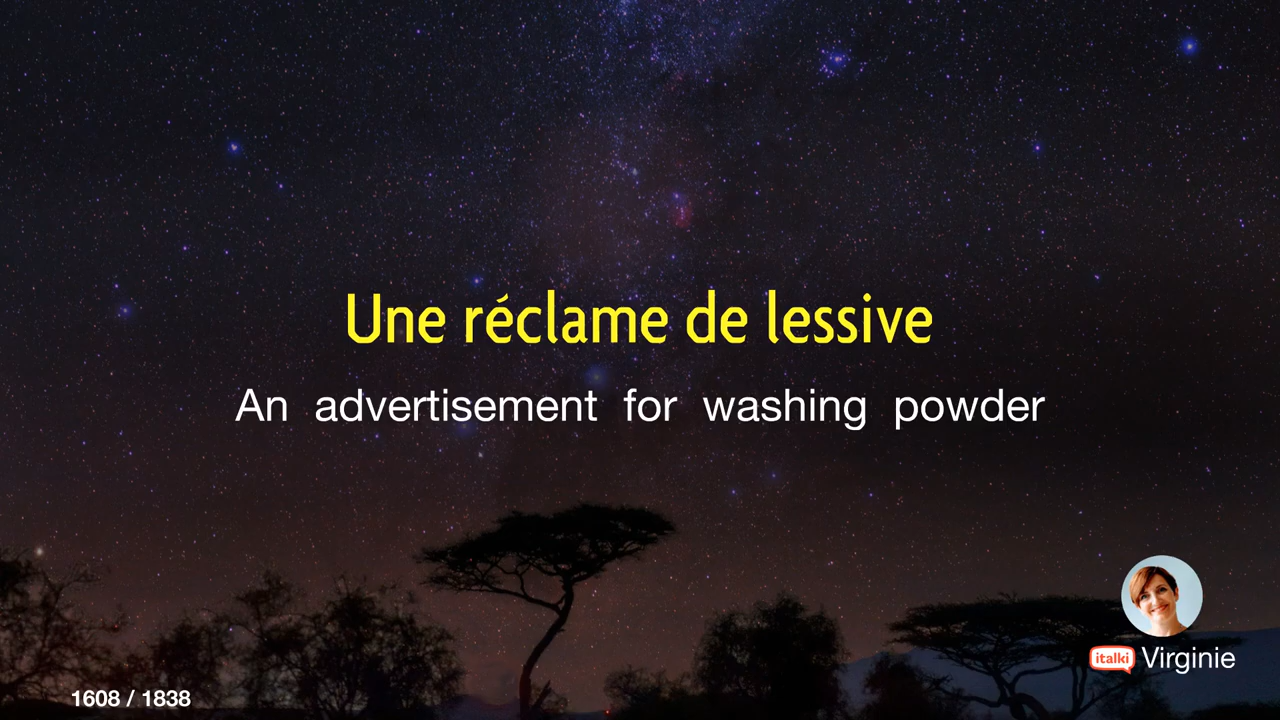 Une réclame de lessive
An advertisement for washing powder
italki Virginie
1608 / 1838